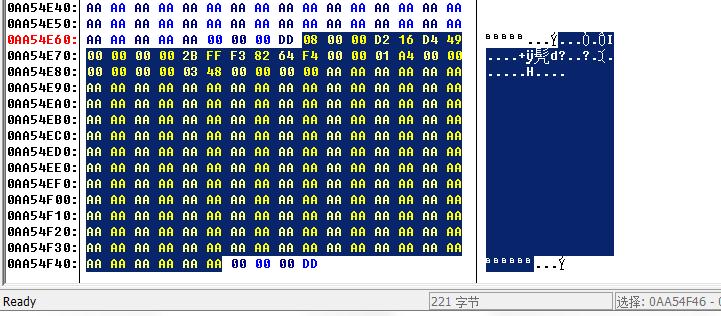 0AA54E40: AA AA AA AA AA AA AA AA AA AA AA AA AA AA AA AA
0AA54E50: AA AA AA AA AA AA AA AA AA AA AA AA AA AA AA AA
0AA54E60: AA AA AA AA AA 00 00 00 DD 08 00 00 D2 16 D4 49
0AA54E70: 00 00 00 00 2B FF F3 82 64 F4 00 00 01 A4 00 00
0AA54E80: 00 00 00 00 03 48 00 00 00 00 AA AA AA AA AA AA
0AA54E90: AA AA AA AA AA AA AA AA AA AA AA AA AA AA AA AA
0AA54EA0: AA AA AA AA AA AA AA AA AA AA AA AA AA AA AA AA
0AA54EB0: AA AA AA AA AA AA AA AA AA AA AA AA AA AA AA AA
0AA54EC0: AA AA AA AA AA AA AA AA AA AA AA AA AA AA AA AA
0AA54ED0: AA AA AA AA AA AA AA AA AA AA AA AA AA AA AA AA
0AA54EE0: AA AA AA AA AA AA AA AA AA AA AA AA AA AA AA AA
0AA54EF0: AA AA AA AA AA AA AA AA AA AA AA AA AA AA AA AA
0AA54F00: AA AA AA AA AA AA AA AA AA AA AA AA AA AA AA AA
0AA54F10: AA AA AA AA AA AA AA AA AA AA AA AA AA AA AA AA
0AA54F20: AA AA AA AA AA AA AA AA AA AA AA AA AA AA AA AA
0AA54F30: AA AA AA AA AA AA AA AA AA AA AA AA AA AA AA AA
0AA54F40: AA AA AA AA AA AA 00 00 00 DD
Ready 221 字节 选择: 0AA54F46 -